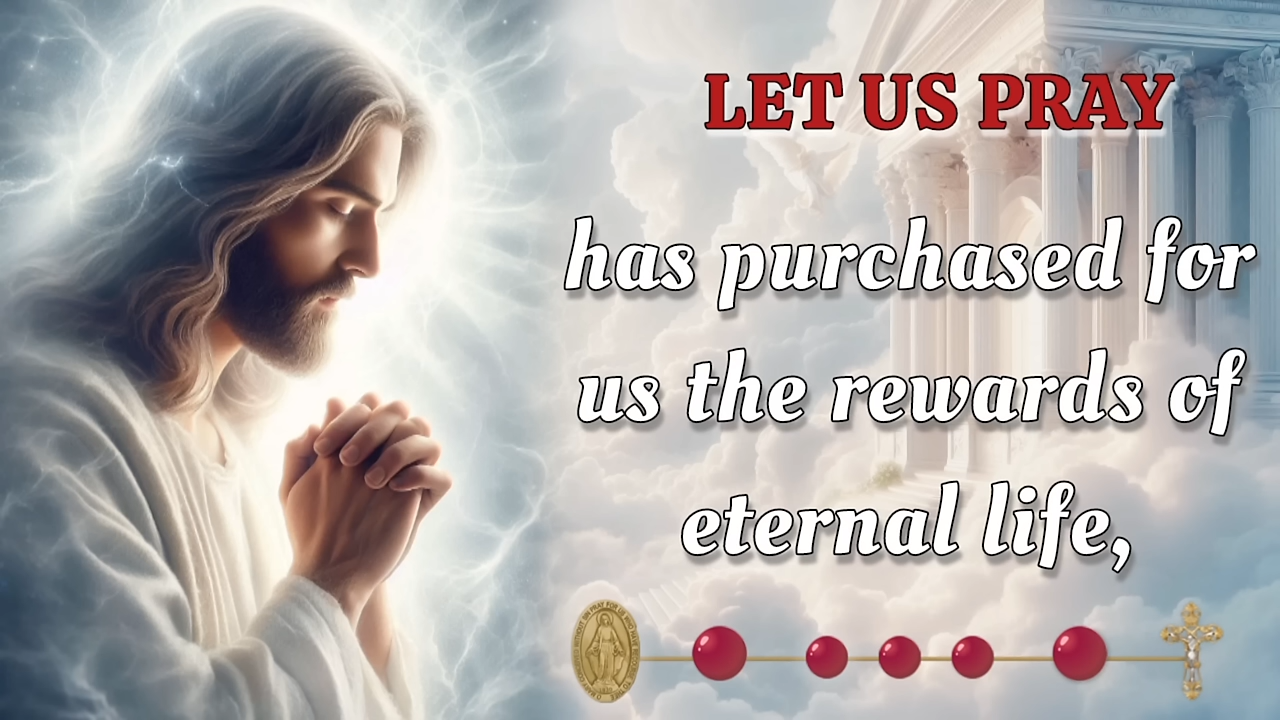 LET US PRAY
has purchased for
us the rewards of
eternal life,